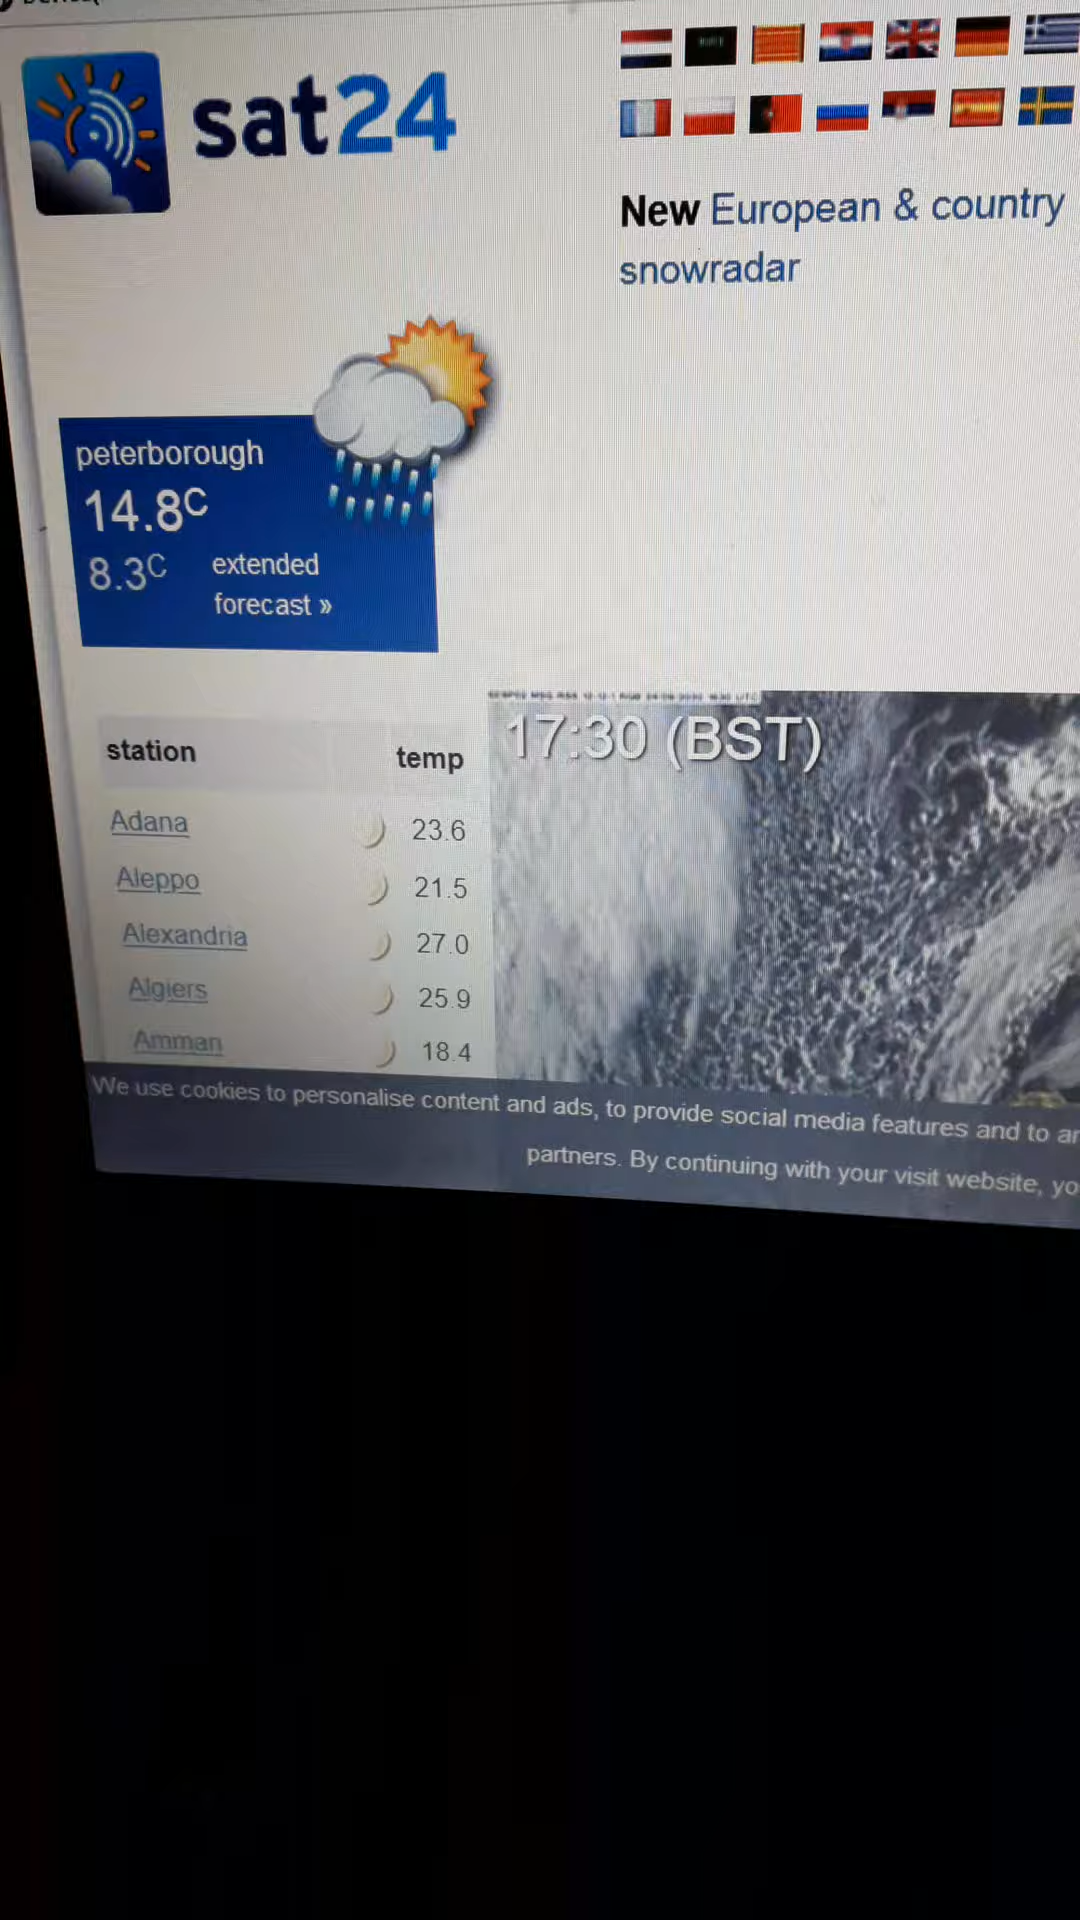 sat24
New European & country
snowradar
peterborough
14.8C
8.3C extended
forecast »
station temp
17:30 (BST)
Adana 23.6
Aleppo 21.5
Alexandria 27.0
Algiers 25.9
Amman 18.4
We use cookies to personalise content and ads, to provide social media features and to
partners. By continuing with your visit website,